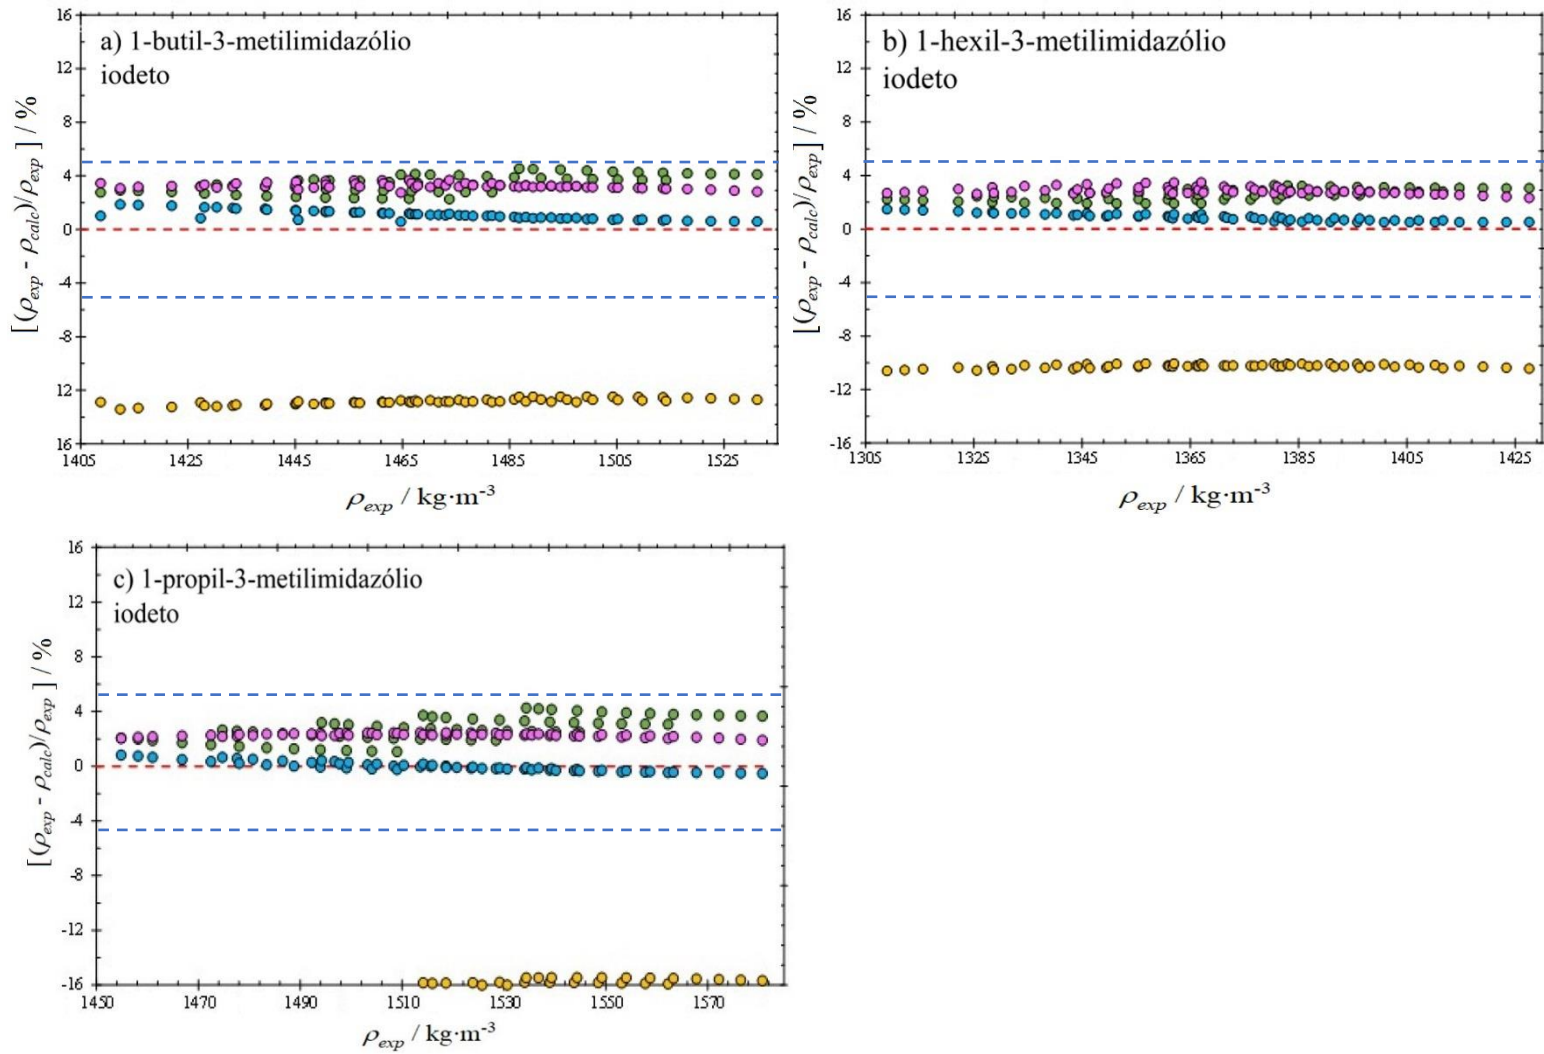 a) 1-butil-3-metilimidazólio
iodeto
[(ρexp - ρcalc)/ρexp] / %
16
12
8
4
0
-4
-8
12
16
1405 1425 1445 1465 1485 1505 1525
ρexp / kg·m-3
b) 1-hexil-3-metilimidazólio
iodeto
[(ρexp - ρcalc)/ρexp] / %
16
12
8
4
0
-4
-8
-12
-16
1305 1325 1345 1365 1385 1405 1425
ρexp / kg·m-3
c) 1-propil-3-metilimidazólio
iodeto
[(ρexp - ρcalc)/ρexp] / %
16
12
8
4
0
-4
-8
-12
-16
1450 1470 1490 1510 1530 1550 1570
ρexp / kg·m-3